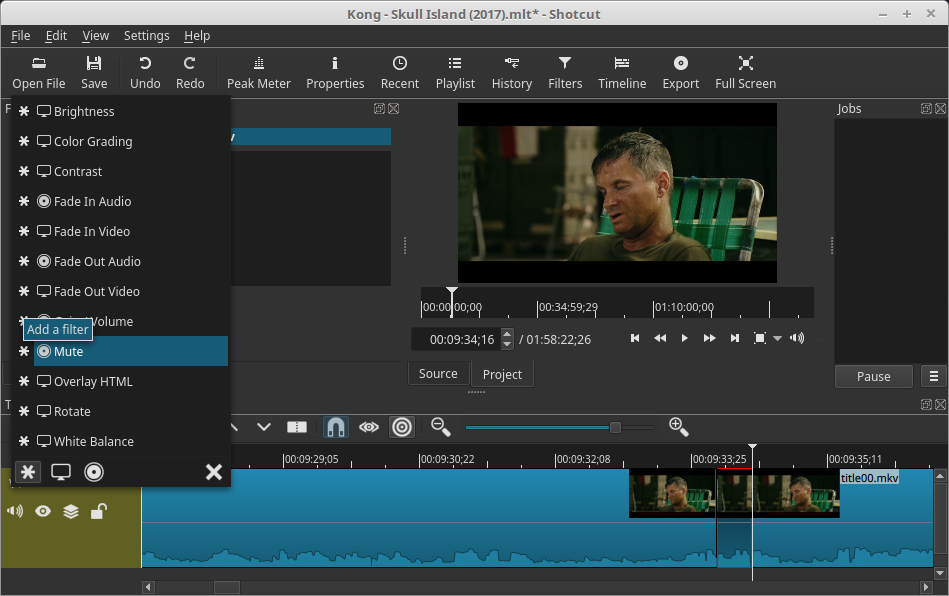 Kong - Skull Island (2017).mlt* - Shotcut
File Edit View Settings Help
Open File Save Undo Redo Peak Meter Properties Recent Playlist History Filters Timeline Export Full Screen
Jobs
Brightness
Color Grading
Contrast
Fade In Audio
Fade In Video
Fade Out Audio
Fade Out Video
Volume
Add a filter
Mute
Overlay HTML
Rotate
White Balance
00:00:00;00 00:34:59;29 01:10:00;00
00:09:34;16 / 01:58:22;26
Source Project
Pause
00:09:29;05 00:09:30;22 00:09:32;08 00:09:33;25 00:09:35;11
title00.mkv